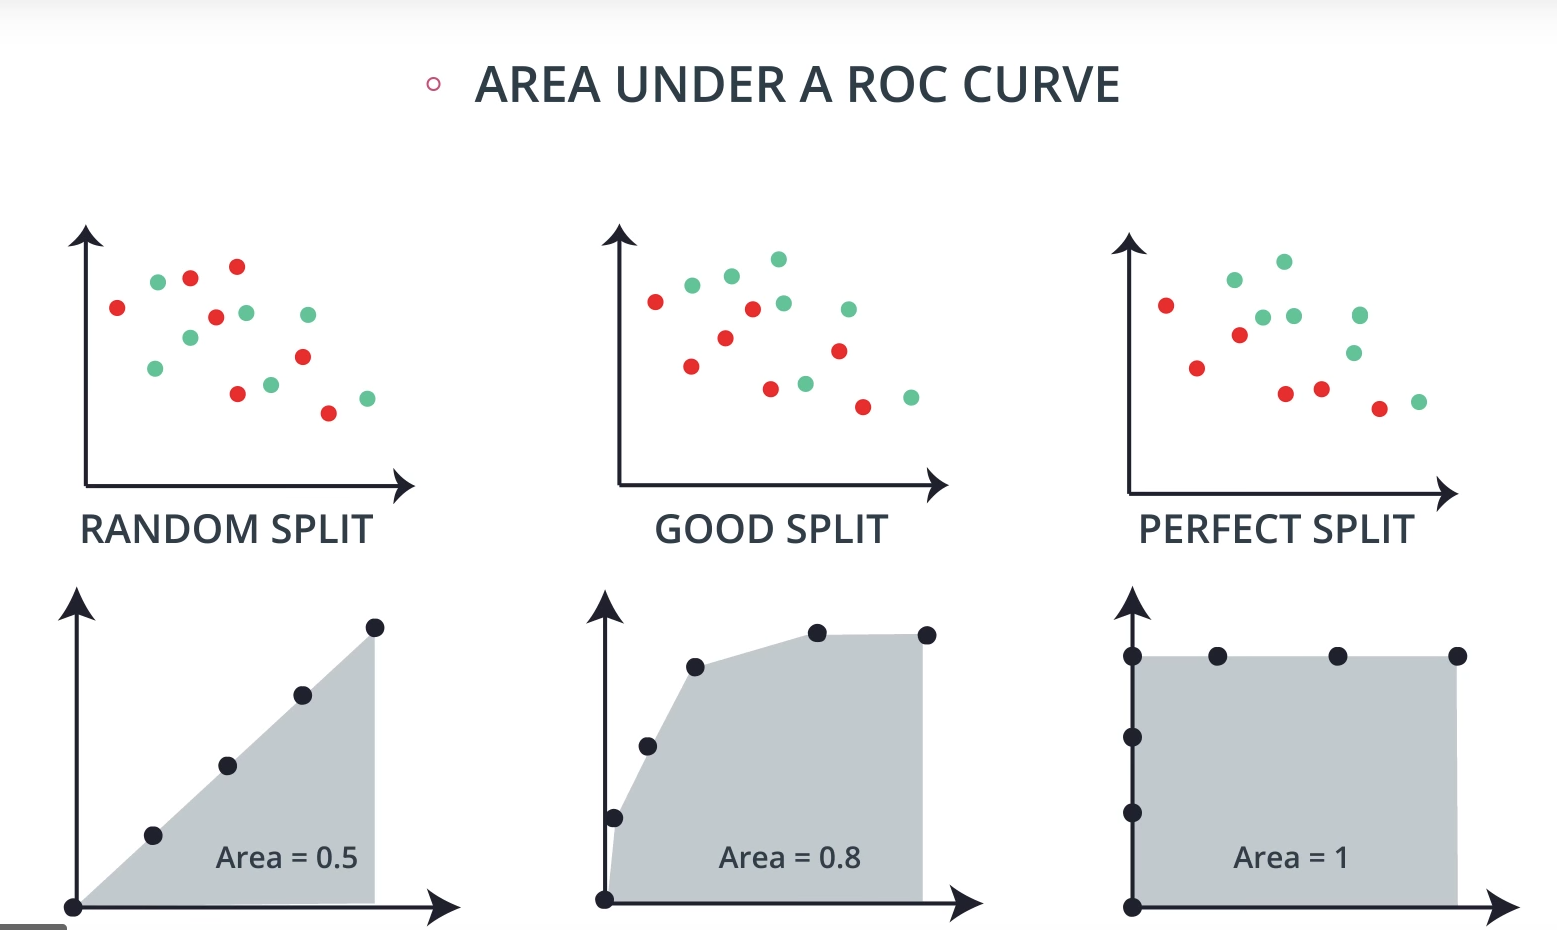 AREA UNDER A ROC CURVE
RANDOM SPLIT
GOOD SPLIT
PERFECT SPLIT
Area = 0.5
Area = 0.8
Area = 1